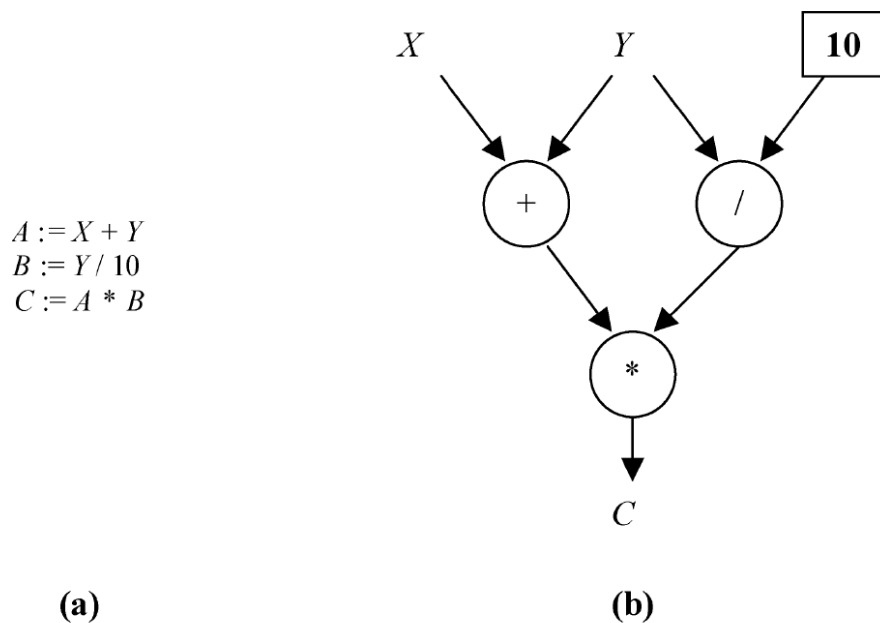 X Y 10
+ /
A := X + Y
B := Y / 10
C := A * B
*
C
(a) (b)